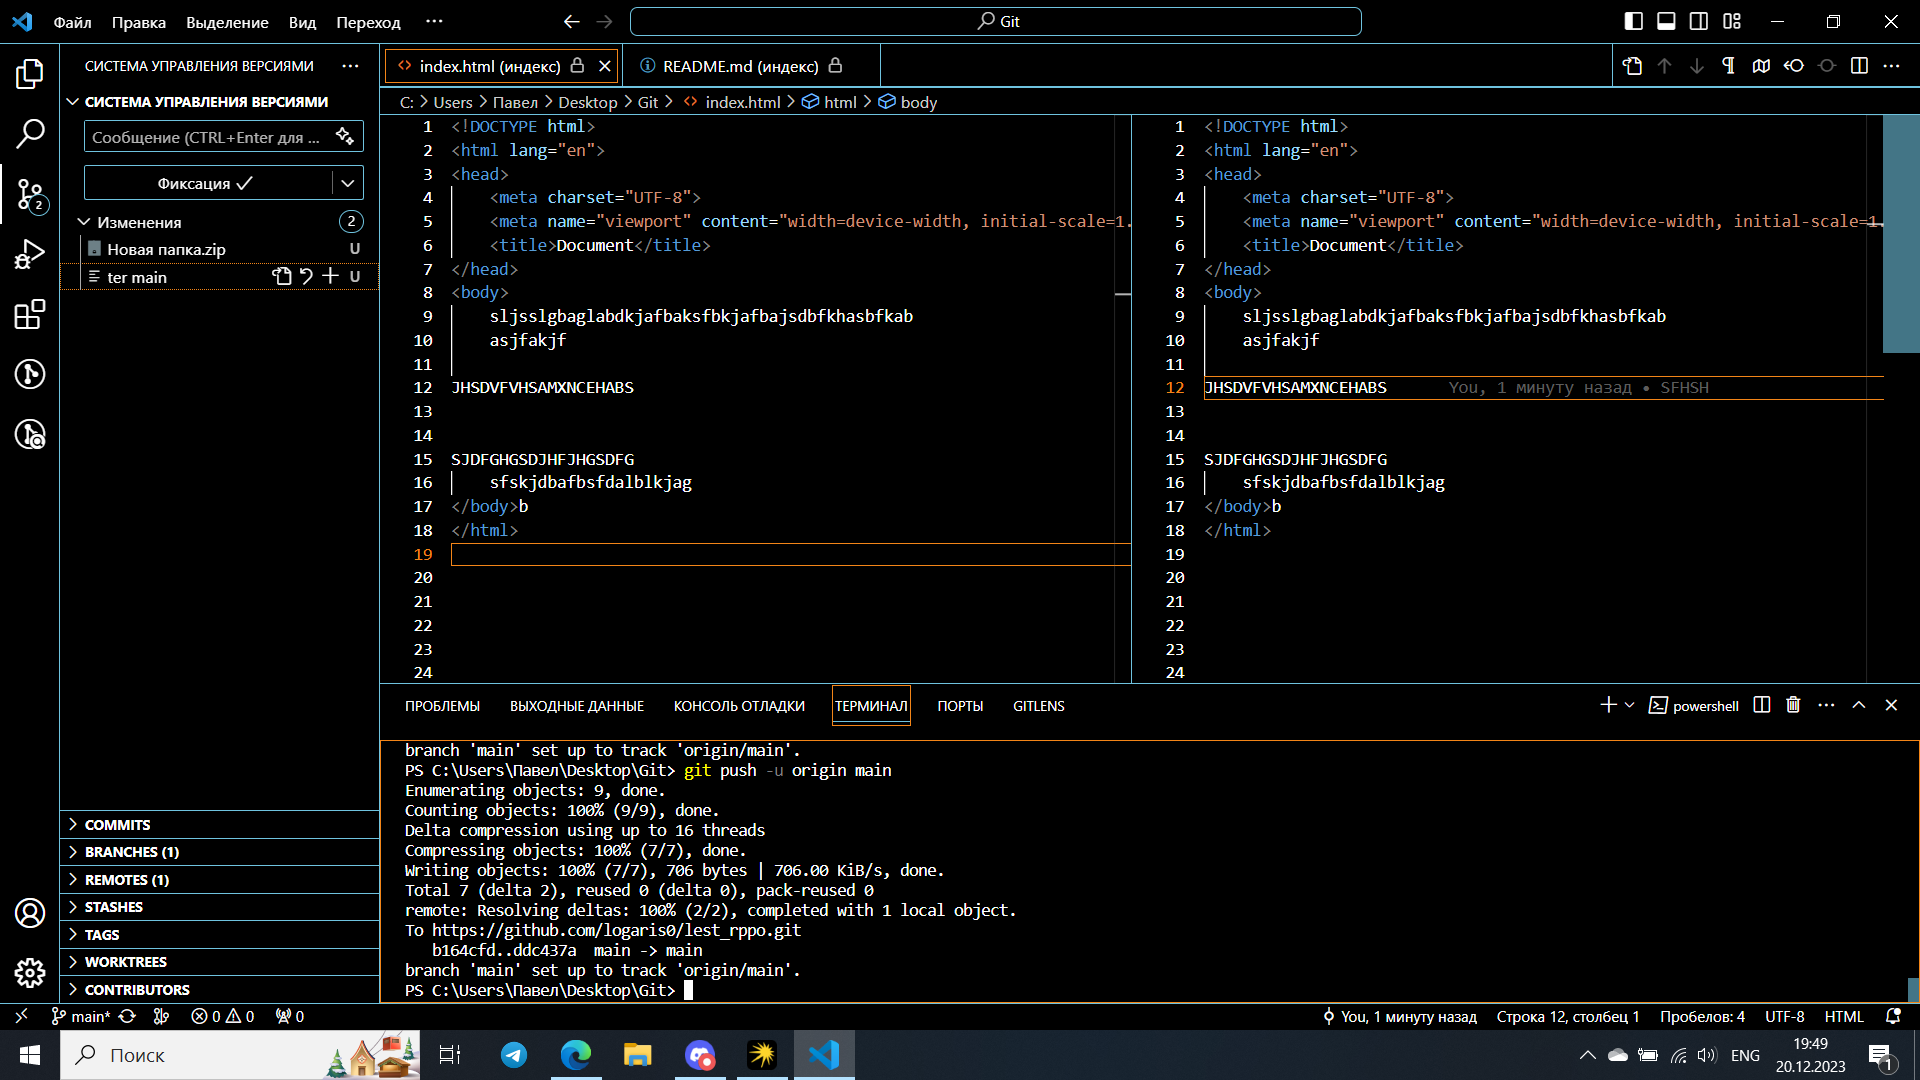 Файл Правка Выделение Вид Переход ··· Git
СИСТЕМА УПРАВЛЕНИЯ ВЕРСИЯМИ
СИСТЕМА УПРАВЛЕНИЯ ВЕРСИЯМИ
Сообщение (CTRL+Enter для ...
Фиксация
Изменения 2
Новая папка.zip U
ter main U
2
COMMITS
BRANCHES (1)
REMOTES (1)
STASHES
TAGS
WORKTREES
CONTRIBUTORS
index.html (индекс)
README.md (индекс)
C: > Users > Павел > Desktop > Git > index.html > html > body
1 <!DOCTYPE html>
2 <html lang="en">
3 <head>
4 <meta charset="UTF-8">
5 <meta name="viewport" content="width=device-width, initial-scale=1.
6 <title>Document</title>
7 </head>
8 <body>
9 sljsslgbaglabdkjafbaksfbkjafbajsdbfkhasbfkab
10 asjfakjf
11
12 JHSDVFVHSAMXNCEHABS
13
14
15 SJDFGHGSDJHFJHGSDFG
16 sfskjdbafbsfdalblkjag
17 </body>b
18 </html>
19
20
21
22
23
24
1 <!DOCTYPE html>
2 <html lang="en">
3 <head>
4 <meta charset="UTF-8">
5 <meta name="viewport" content="width=device-width, initial-scale=1.
6 <title>Document</title>
7 </head>
8 <body>
9 sljsslgbaglabdkjafbaksfbkjafbajsdbfkhasbfkab
10 asjfakjf
11
12 JHSDVFVHSAMXNCEHABS You, 1 минуту назад • SFHSH
13
14
15 SJDFGHGSDJHFJHGSDFG
16 sfskjdbafbsfdalblkjag
17 </body>b
18 </html>
19
20
21
22
23
24
ПРОБЛЕМЫ ВЫХОДНЫЕ ДАННЫЕ КОНСОЛЬ ОТЛАДКИ ТЕРМИНАЛ ПОРТЫ GITLENS powershell
branch 'main' set up to track 'origin/main'.
PS C:\Users\Павел\Desktop\Git> git push -u origin main
Enumerating objects: 9, done.
Counting objects: 100% (9/9), done.
Delta compression using up to 16 threads
Compressing objects: 100% (7/7), done.
Writing objects: 100% (7/7), 706 bytes | 706.00 KiB/s, done.
Total 7 (delta 2), reused 0 (delta 0), pack-reused 0
remote: Resolving deltas: 100% (2/2), completed with 1 local object.
To https://github.com/logaris0/lest_rppo.git
b164cfd..ddc437a main -> main
branch 'main' set up to track 'origin/main'.
PS C:\Users\Павел\Desktop\Git>
main* 0 0 0 You, 1 минуту назад Строка 12, столбец 1 Пробелов: 4 UTF-8 HTML
Поиск
ENG
19:49
20.12.2023
1